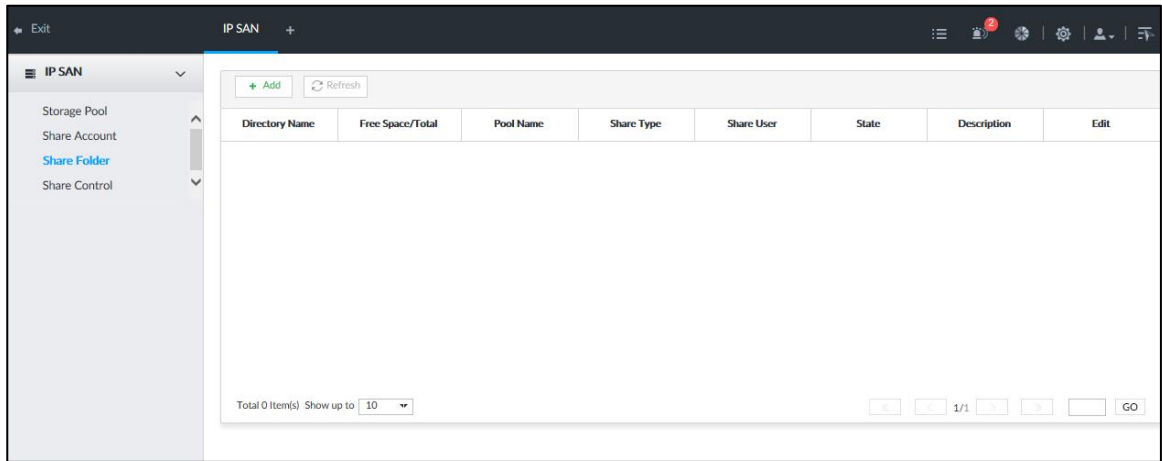 Exit IP SAN + 2
IP SAN
+ Add Refresh
Storage Pool
Share Account
Share Folder
Share Control
Directory Name Free Space/Total Pool Name Share Type Share User State Description Edit
Total 0 Item(s) Show up to 10 1/1 GO